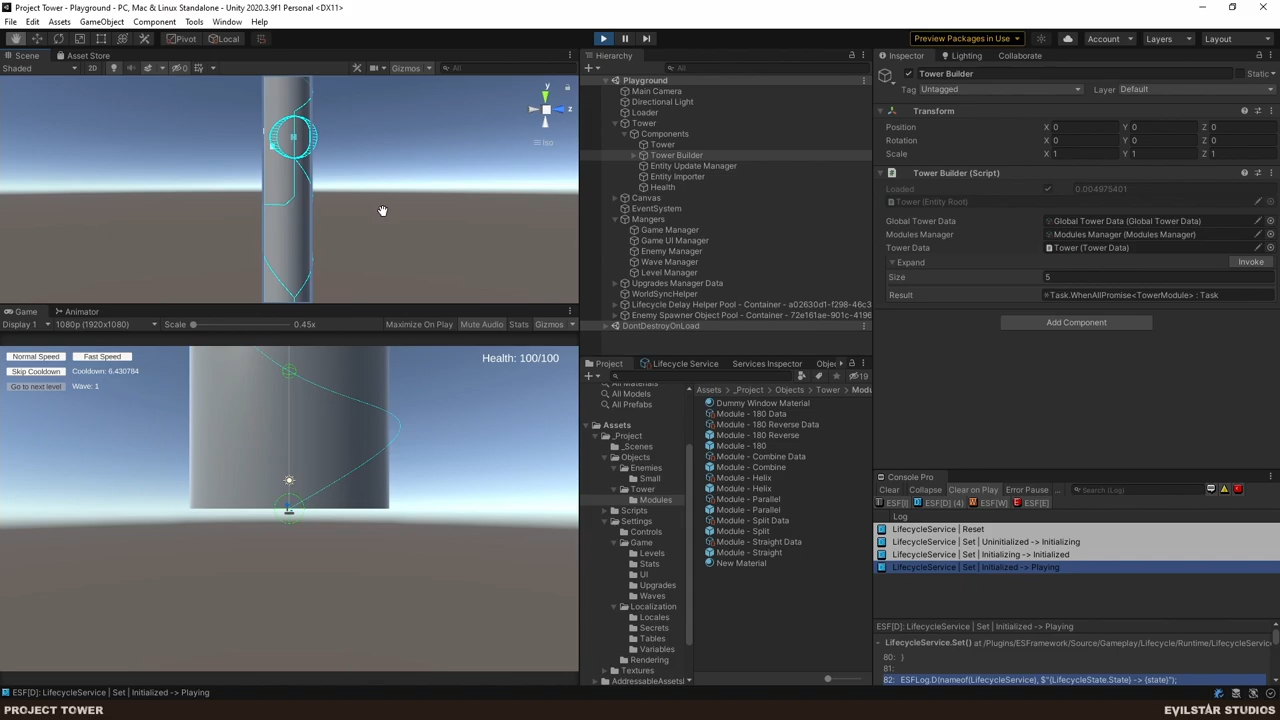 Project Tower - Playground - PC, Mac & Linux Standalone - Unity 2020.3.9f1 Personal <DX11>
File Edit Assets GameObject Component Tools Window Help
Pivot Local
Preview Packages in Use
Account Layers Layout
Scene Asset Store
Shaded 2D 0 Gizmos All
y
z
Iso
Game Animator
Display 1 1080p (1920x1080) Scale 0.45x Maximize On Play Mute Audio Stats Gizmos
Normal Speed Fast Speed
Skip Cooldown Cooldown: 6.430784
Go to next level Wave: 1
Health: 100/100
Hierarchy
All
Playground
Main Camera
Directional Light
Loader
Tower
Components
Tower
Tower Builder
Entity Update Manager
Entity Importer
Health
Canvas
EventSystem
Mangers
Game Manager
Game UI Manager
Enemy Manager
Wave Manager
Level Manager
Upgrades Manager Data
WorldSyncHelper
Lifecycle Delay Helper Pool - Container - a02630d1-f298-46c3
Enemy Spawner Object Pool - Container - 72e161ae-901c-4196
DontDestroyOnLoad
Project Lifecycle Service Services Inspector Objec
19
All Materials
All Models
All Prefabs
Assets
_Project
_Scenes
Objects
Enemies
Small
Tower
Modules
Scripts
Settings
Controls
Game
Levels
Stats
UI
Upgrades
Waves
Localization
Locales
Secrets
Tables
Variables
Rendering
Textures
AddressableAssetsI
Assets _Project Objects Tower Modu
Dummy Window Material
Module - 180 Data
Module - 180 Reverse Data
Module - 180 Reverse
Module - 180
Module - Combine Data
Module - Combine
Module - Helix
Module - Helix
Module - Parallel
Module - Parallel
Module - Split Data
Module - Split
Module - Straight Data
Module - Straight
New Material
Inspector Lighting Collaborate
Tower Builder Static
Tag Untagged Layer Default
Transform
Position X 0 Y 0 Z 0
Rotation X 0 Y 0 Z 0
Scale X 1 Y 1 Z 1
Tower Builder (Script)
Loaded 0.004975401
Tower (Entity Root)
Global Tower Data Global Tower Data (Global Tower Data)
Modules Manager Modules Manager (Modules Manager)
Tower Data Tower (Tower Data)
Expand Invoke
Size 5
Result Task.WhenAllPromise<TowerModule> : Task
Add Component
Console Pro
Clear Collapse Clear on Play Error Pause ... Search (Log)
ESF[I] ESF[D] (4) ESF[W] ESF[E]
Log
LifecycleService | Reset
LifecycleService | Set | Uninitialized -> Initializing
LifecycleService | Set | Initializing -> Initialized
LifecycleService | Set | Initialized -> Playing
ESF[D]: LifecycleService | Set | Initialized -> Playing
LifecycleService.Set() at /Plugins/ESFramework/Source/Gameplay/Lifecycle/Runtime/LifecycleServic
80: }
81:
82: ESFLog.D(nameof(LifecycleService), $"{LifecycleState.State} -> {state}");
ESF[D]: LifecycleService | Set | Initialized -> Playing
PROJECT TOWER
EVILSTAR STUDIOS